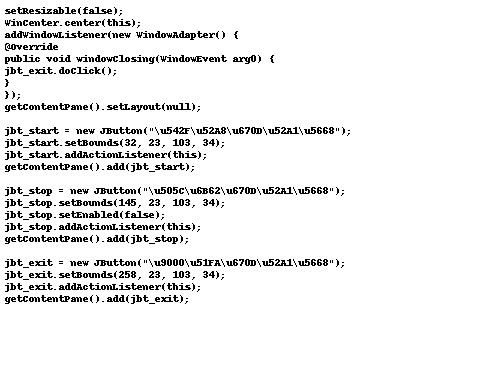 setResizable(false);
WinCenter.center(this);
addWindowListener(new WindowAdapter() {
@Override
public void windowClosing(WindowEvent arg0) {
jbt_exit.doClick();
}
});
getContentPane().setLayout(null);
jbt_start = new JButton("\u542F\u52A8\u670D\u52A1\u5668");
jbt_start.setBounds(32, 23, 103, 34);
jbt_start.addActionListener(this);
getContentPane().add(jbt_start);
jbt_stop = new JButton("\u505C\u6B62\u670D\u52A1\u5668");
jbt_stop.setBounds(145, 23, 103, 34);
jbt_stop.setEnabled(false);
jbt_stop.addActionListener(this);
getContentPane().add(jbt_stop);
jbt_exit = new JButton("\u9000\u51FA\u670D\u52A1\u5668");
jbt_exit.setBounds(258, 23, 103, 34);
jbt_exit.addActionListener(this);
getContentPane().add(jbt_exit);